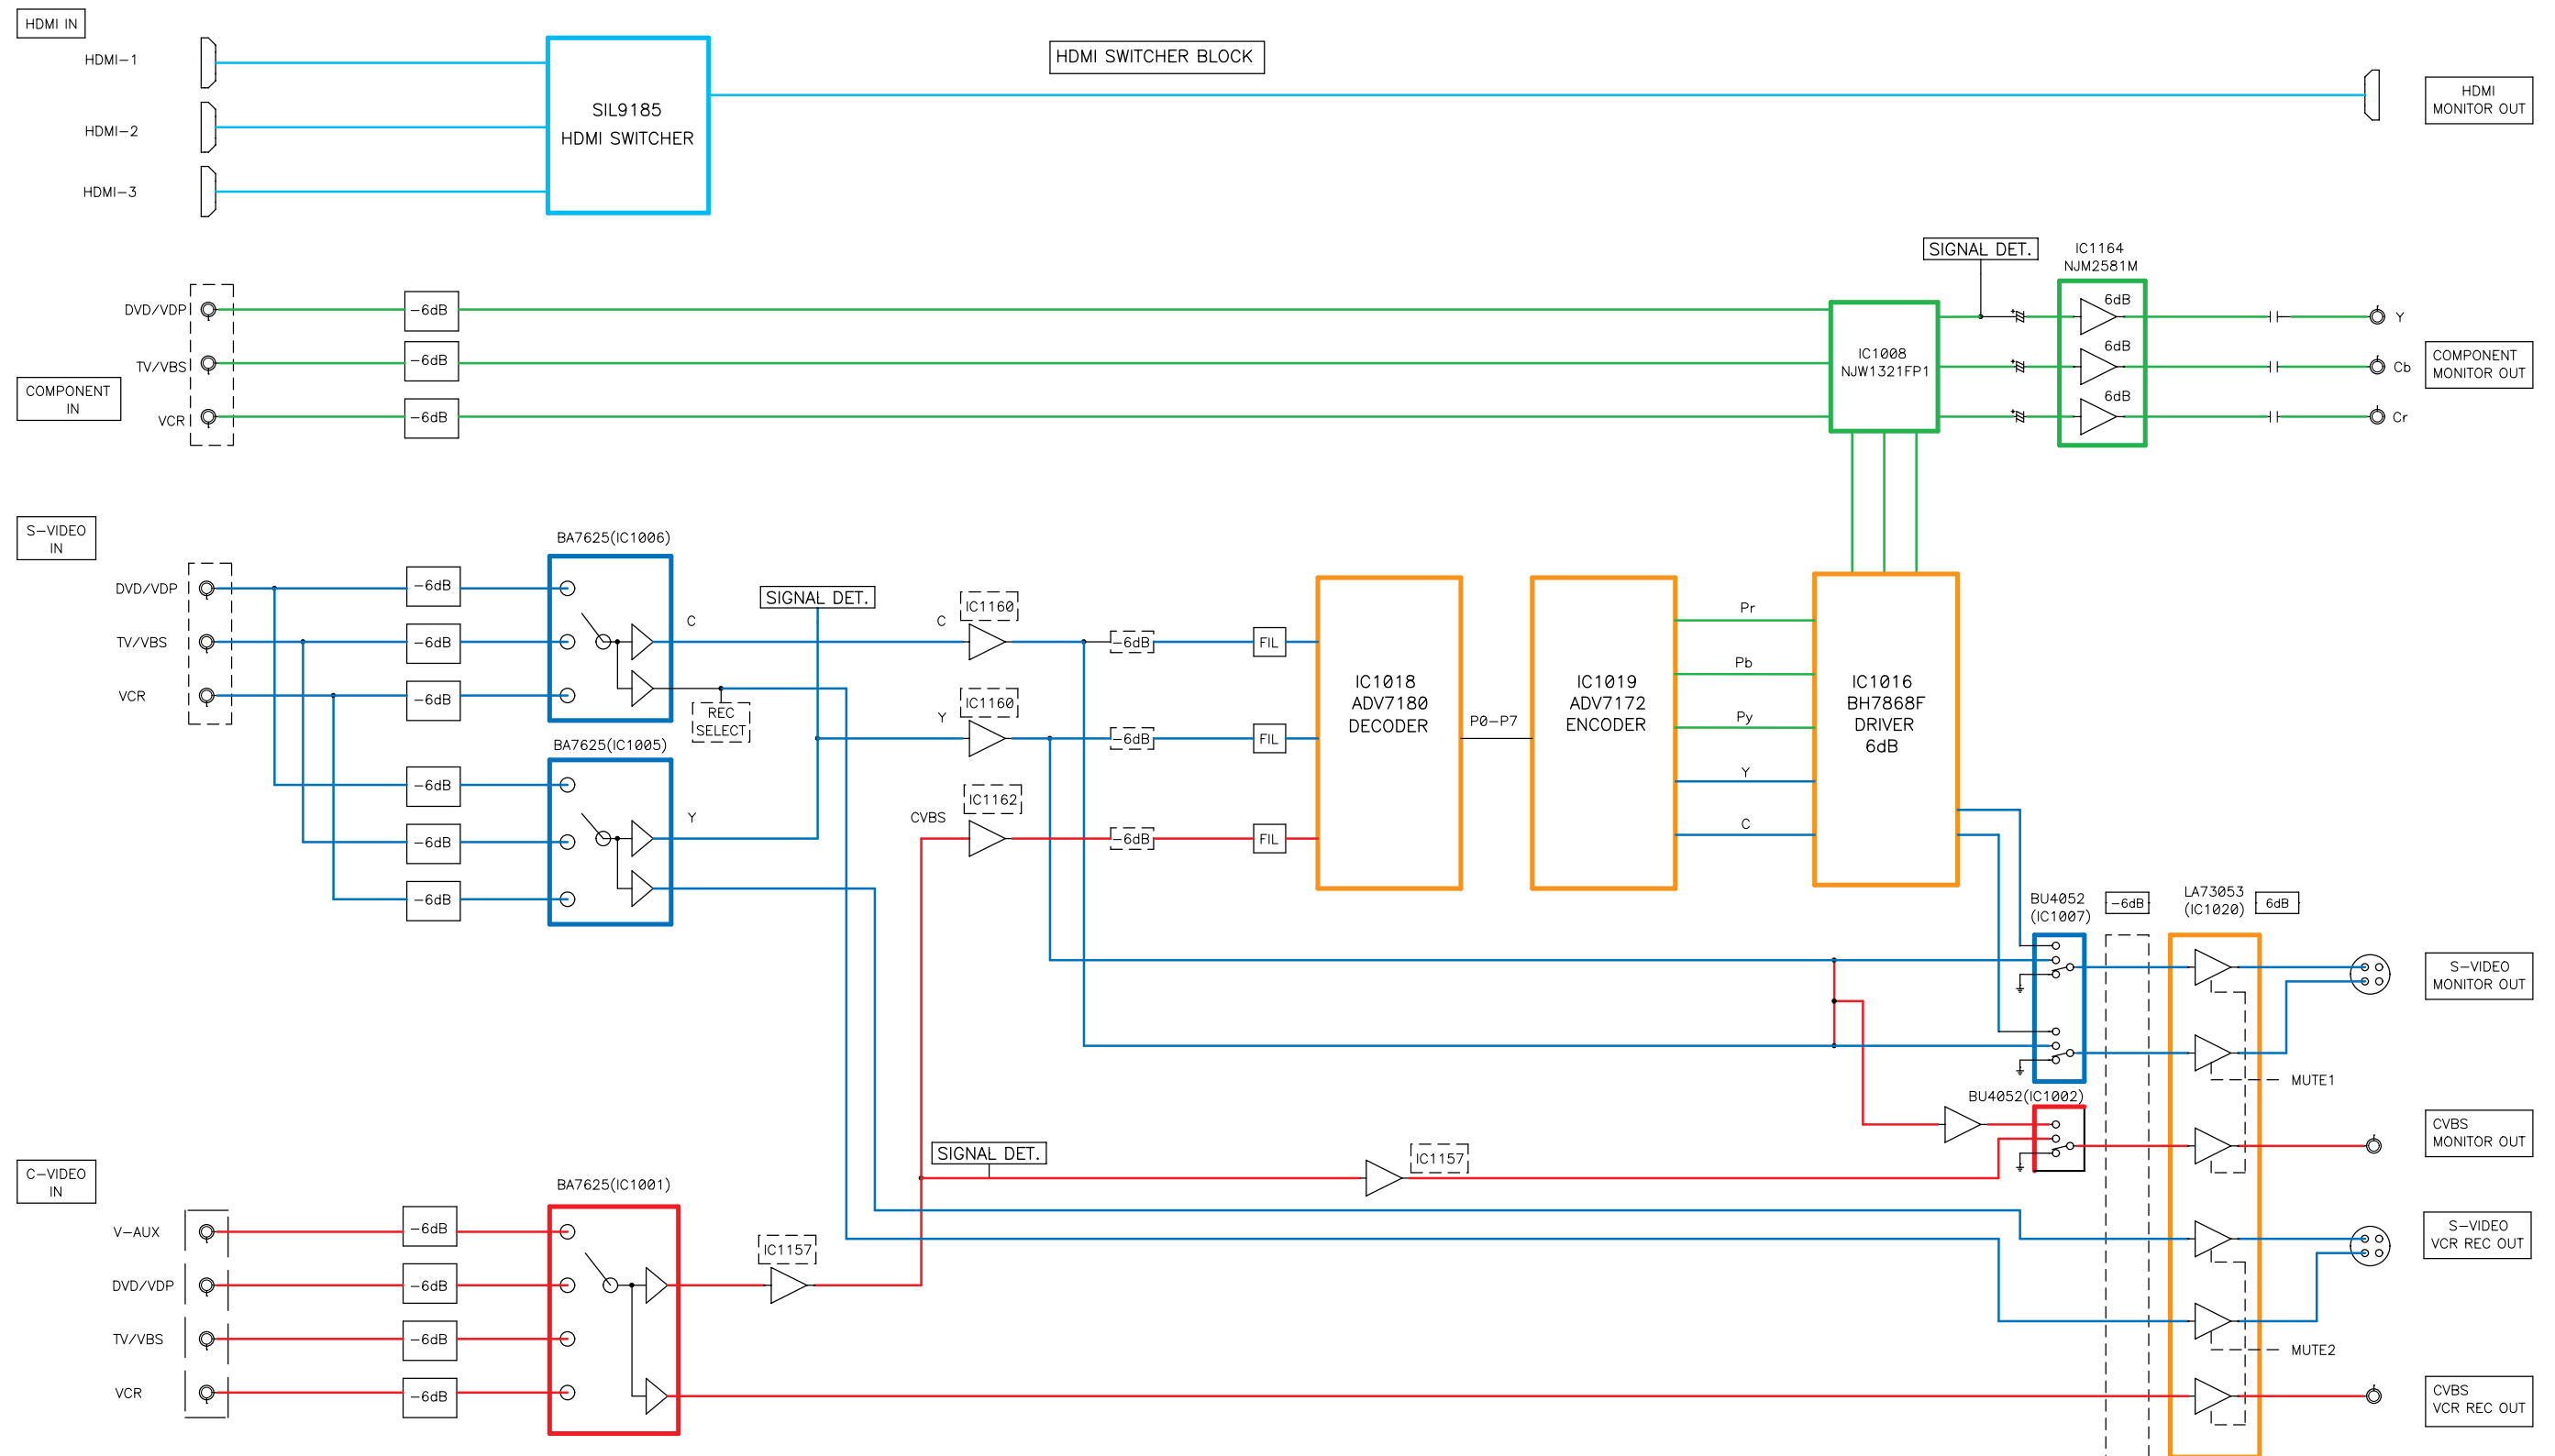 HDMI IN
HDMI-1
HDMI-2
HDMI-3
SIL9185
HDMI SWITCHER
HDMI SWITCHER BLOCK
HDMI
MONITOR OUT
COMPONENT
IN
DVD/VDP
TV/VBS
VCR
-6dB
-6dB
-6dB
IC1008
NJW1321FP1
SIGNAL DET.
IC1164
NJM2581M
6dB
6dB
6dB
Y
Cb
Cr
COMPONENT
MONITOR OUT
S-VIDEO
IN
DVD/VDP
TV/VBS
VCR
-6dB
-6dB
-6dB
-6dB
-6dB
-6dB
BA7625(IC1006)
C
REC
SELECT
BA7625(IC1005)
Y
SIGNAL DET.
C
IC1160
Y
IC1160
CVBS
IC1162
-6dB
-6dB
-6dB
FIL
FIL
FIL
IC1018
ADV7180
DECODER
P0-P7
IC1019
ADV7172
ENCODER
Pr
Pb
Py
Y
C
IC1016
BH7868F
DRIVER
6dB
BU4052
(IC1007)
-6dB
LA73053
(IC1020)
6dB
S-VIDEO
MONITOR OUT
MUTE1
BU4052(IC1002)
CVBS
MONITOR OUT
SIGNAL DET.
IC1157
C-VIDEO
IN
V-AUX
DVD/VDP
TV/VBS
VCR
-6dB
-6dB
-6dB
-6dB
BA7625(IC1001)
IC1157
S-VIDEO
VCR REC OUT
MUTE2
CVBS
VCR REC OUT